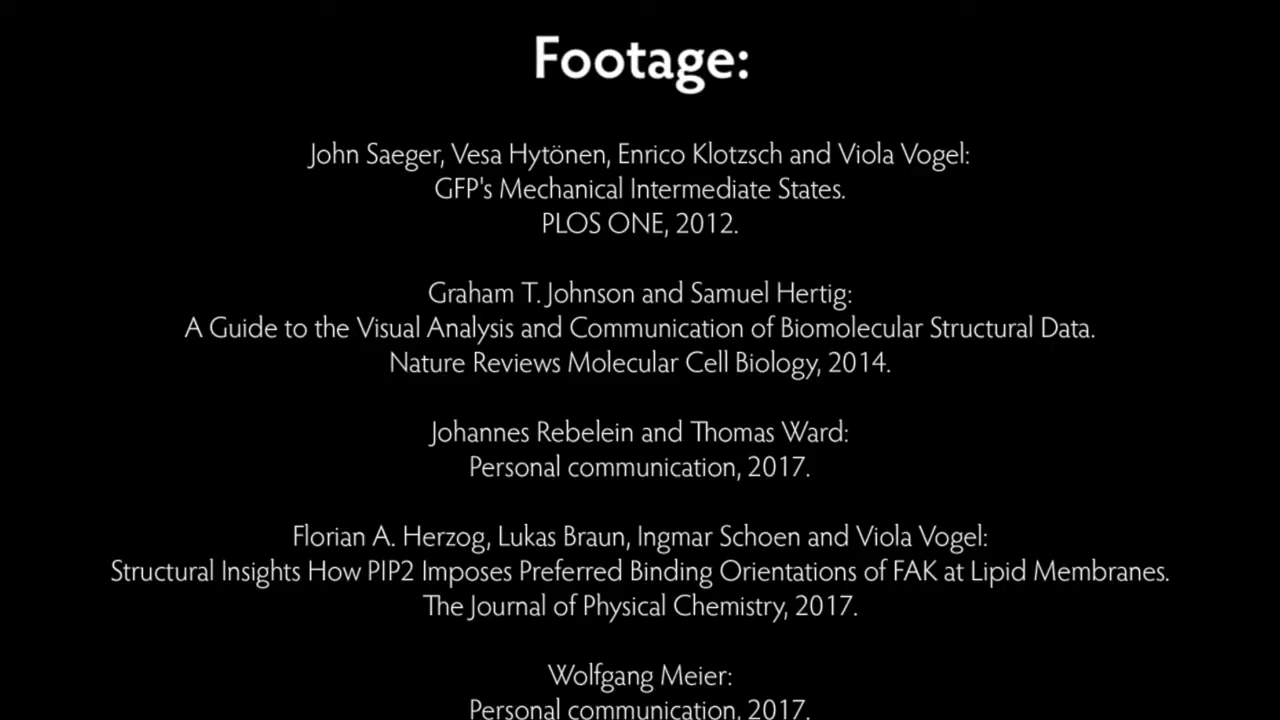 Footage:
John Saeger, Vesa Hytönen, Enrico Klotzsch and Viola Vogel:
GFP's Mechanical Intermediate States.
PLOS ONE, 2012.
Graham T. Johnson and Samuel Hertig:
A Guide to the Visual Analysis and Communication of Biomolecular Structural Data.
Nature Reviews Molecular Cell Biology, 2014.
Johannes Rebelein and Thomas Ward:
Personal communication, 2017.
Florian A. Herzog, Lukas Braun, Ingmar Schoen and Viola Vogel:
Structural Insights How PIP2 Imposes Preferred Binding Orientations of FAK at Lipid Membranes.
The Journal of Physical Chemistry, 2017.
Wolfgang Meier:
Personal communication, 2017.